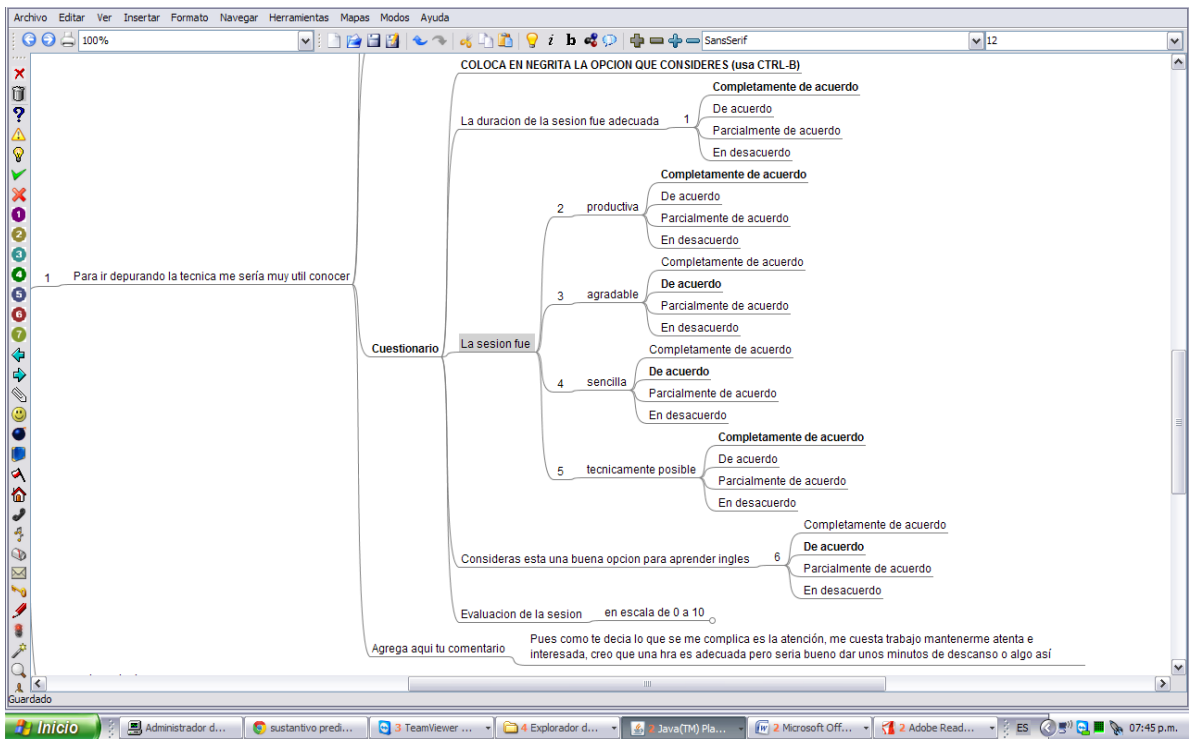 Archivo Editar Ver Insertar Formato Navegar Herramientas Mapas Modos Ayuda
100% i b SansSerif 12
COLOCA EN NEGRITA LA OPCION QUE CONSIDERES (usa CTRL-B)
La duracion de la sesion fue adecuada
1
Completamente de acuerdo
De acuerdo
Parcialmente de acuerdo
En desacuerdo
1
Para ir depurando la tecnica me sería muy util conocer
Cuestionario
La sesion fue
2
productiva
Completamente de acuerdo
De acuerdo
Parcialmente de acuerdo
En desacuerdo
3
agradable
Completamente de acuerdo
De acuerdo
Parcialmente de acuerdo
En desacuerdo
4
sencilla
Completamente de acuerdo
De acuerdo
Parcialmente de acuerdo
En desacuerdo
5
tecnicamente posible
Completamente de acuerdo
De acuerdo
Parcialmente de acuerdo
En desacuerdo
Consideras esta una buena opcion para aprender ingles
6
Completamente de acuerdo
De acuerdo
Parcialmente de acuerdo
En desacuerdo
Evaluacion de la sesion
en escala de 0 a 10
Agrega aqui tu comentario
Pues como te decia lo que se me complica es la atención, me cuesta trabajo mantenerme atenta e
interesada, creo que una hra es adecuada pero seria bueno dar unos minutos de descanso o algo así
1
2
3
4
5
6
7
Guardado
Inicio
Administrador d...
sustantivo predi...
3 TeamViewer
4 Explorador d...
2 Java(TM) Pla...
2 Microsoft Off...
2 Adobe Read...
ES
07:45 p.m.